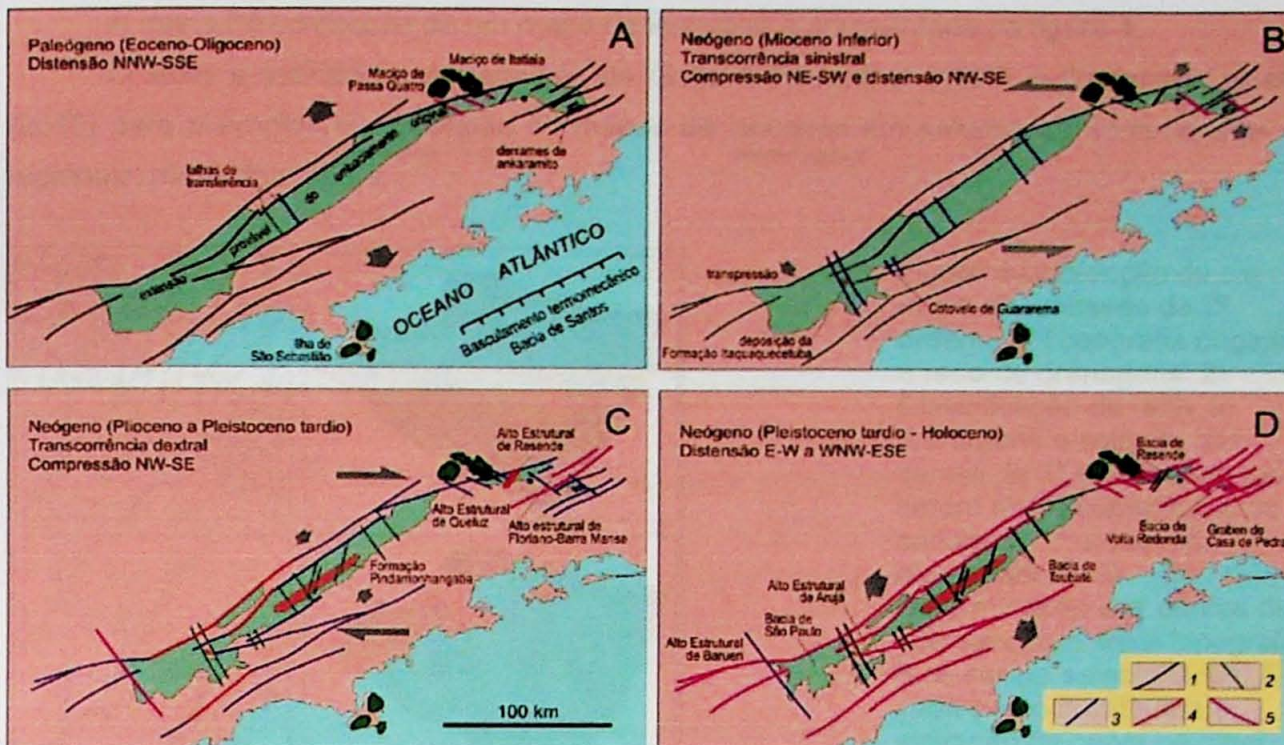 A
Paleógeno (Eoceno-Oligoceno)
Distensão NNW-SSE
Maciço de
Passa Quatro
Maciço de Itatiaia
derrames de
ankaramito
falhas de
transferência
extensão provável do embaciamento original
OCEANO ATLÂNTICO
Basculamento termomecânico
Bacia de Santos
Ilha de
São Sebastião
B
Neógeno (Mioceno Inferior)
Transcorrência sinistral
Compressão NE-SW e distensão NW-SE
transpressão
Cotovelo de Guararema
deposição da
Formação Itaquaquecetuba
C
Neógeno (Plioceno a Pleistoceno tardio)
Transcorrência dextral
Compressão NW-SE
Alto Estrutural
de Resende
Alto Estrutural
de Queluz
Alto estrutural de
Floriano-Barra Mansa
Formação
Pindamonhangaba
100 km
D
Neógeno (Pleistoceno tardio - Holoceno)
Distensão E-W a WNW-ESE
Bacia de
Resende
Bacia de
Volta Redonda
Graben de
Casa de Pedra
Bacia de
Taubaté
Alto Estrutural
de Arujá
Bacia de
São Paulo
Alto Estrutural
de Barueri
1
2
3
4
5